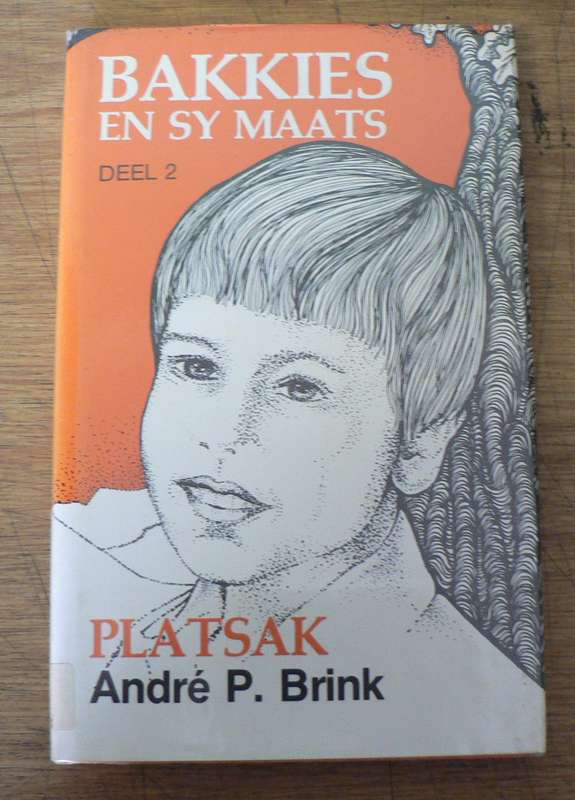 BAKKIES
EN SY MAATS
DEEL 2
PLATSAK
André P. Brink